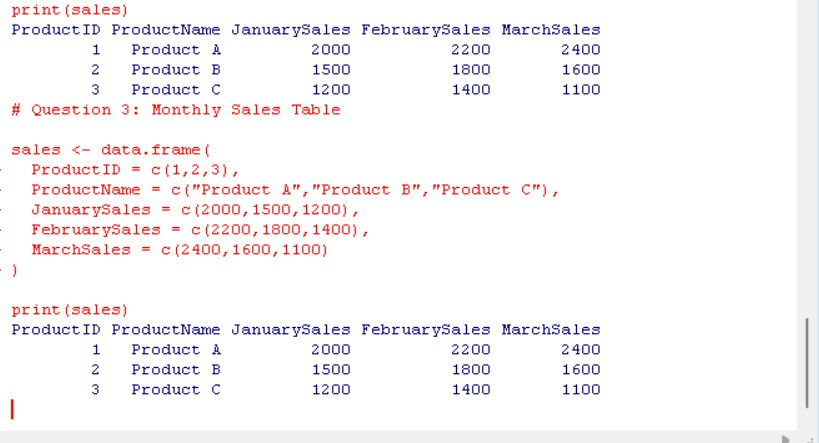 print(sales)
ProductID ProductName JanuarySales FebruarySales MarchSales
1 Product A 2000 2200 2400
2 Product B 1500 1800 1600
3 Product C 1200 1400 1100
# Question 3: Monthly Sales Table
sales <- data.frame(
ProductID = c(1,2,3),
ProductName = c("Product A","Product B","Product C"),
JanuarySales = c(2000,1500,1200),
FebruarySales = c(2200,1800,1400),
MarchSales = c(2400,1600,1100)
)
print(sales)
ProductID ProductName JanuarySales FebruarySales MarchSales
1 Product A 2000 2200 2400
2 Product B 1500 1800 1600
3 Product C 1200 1400 1100